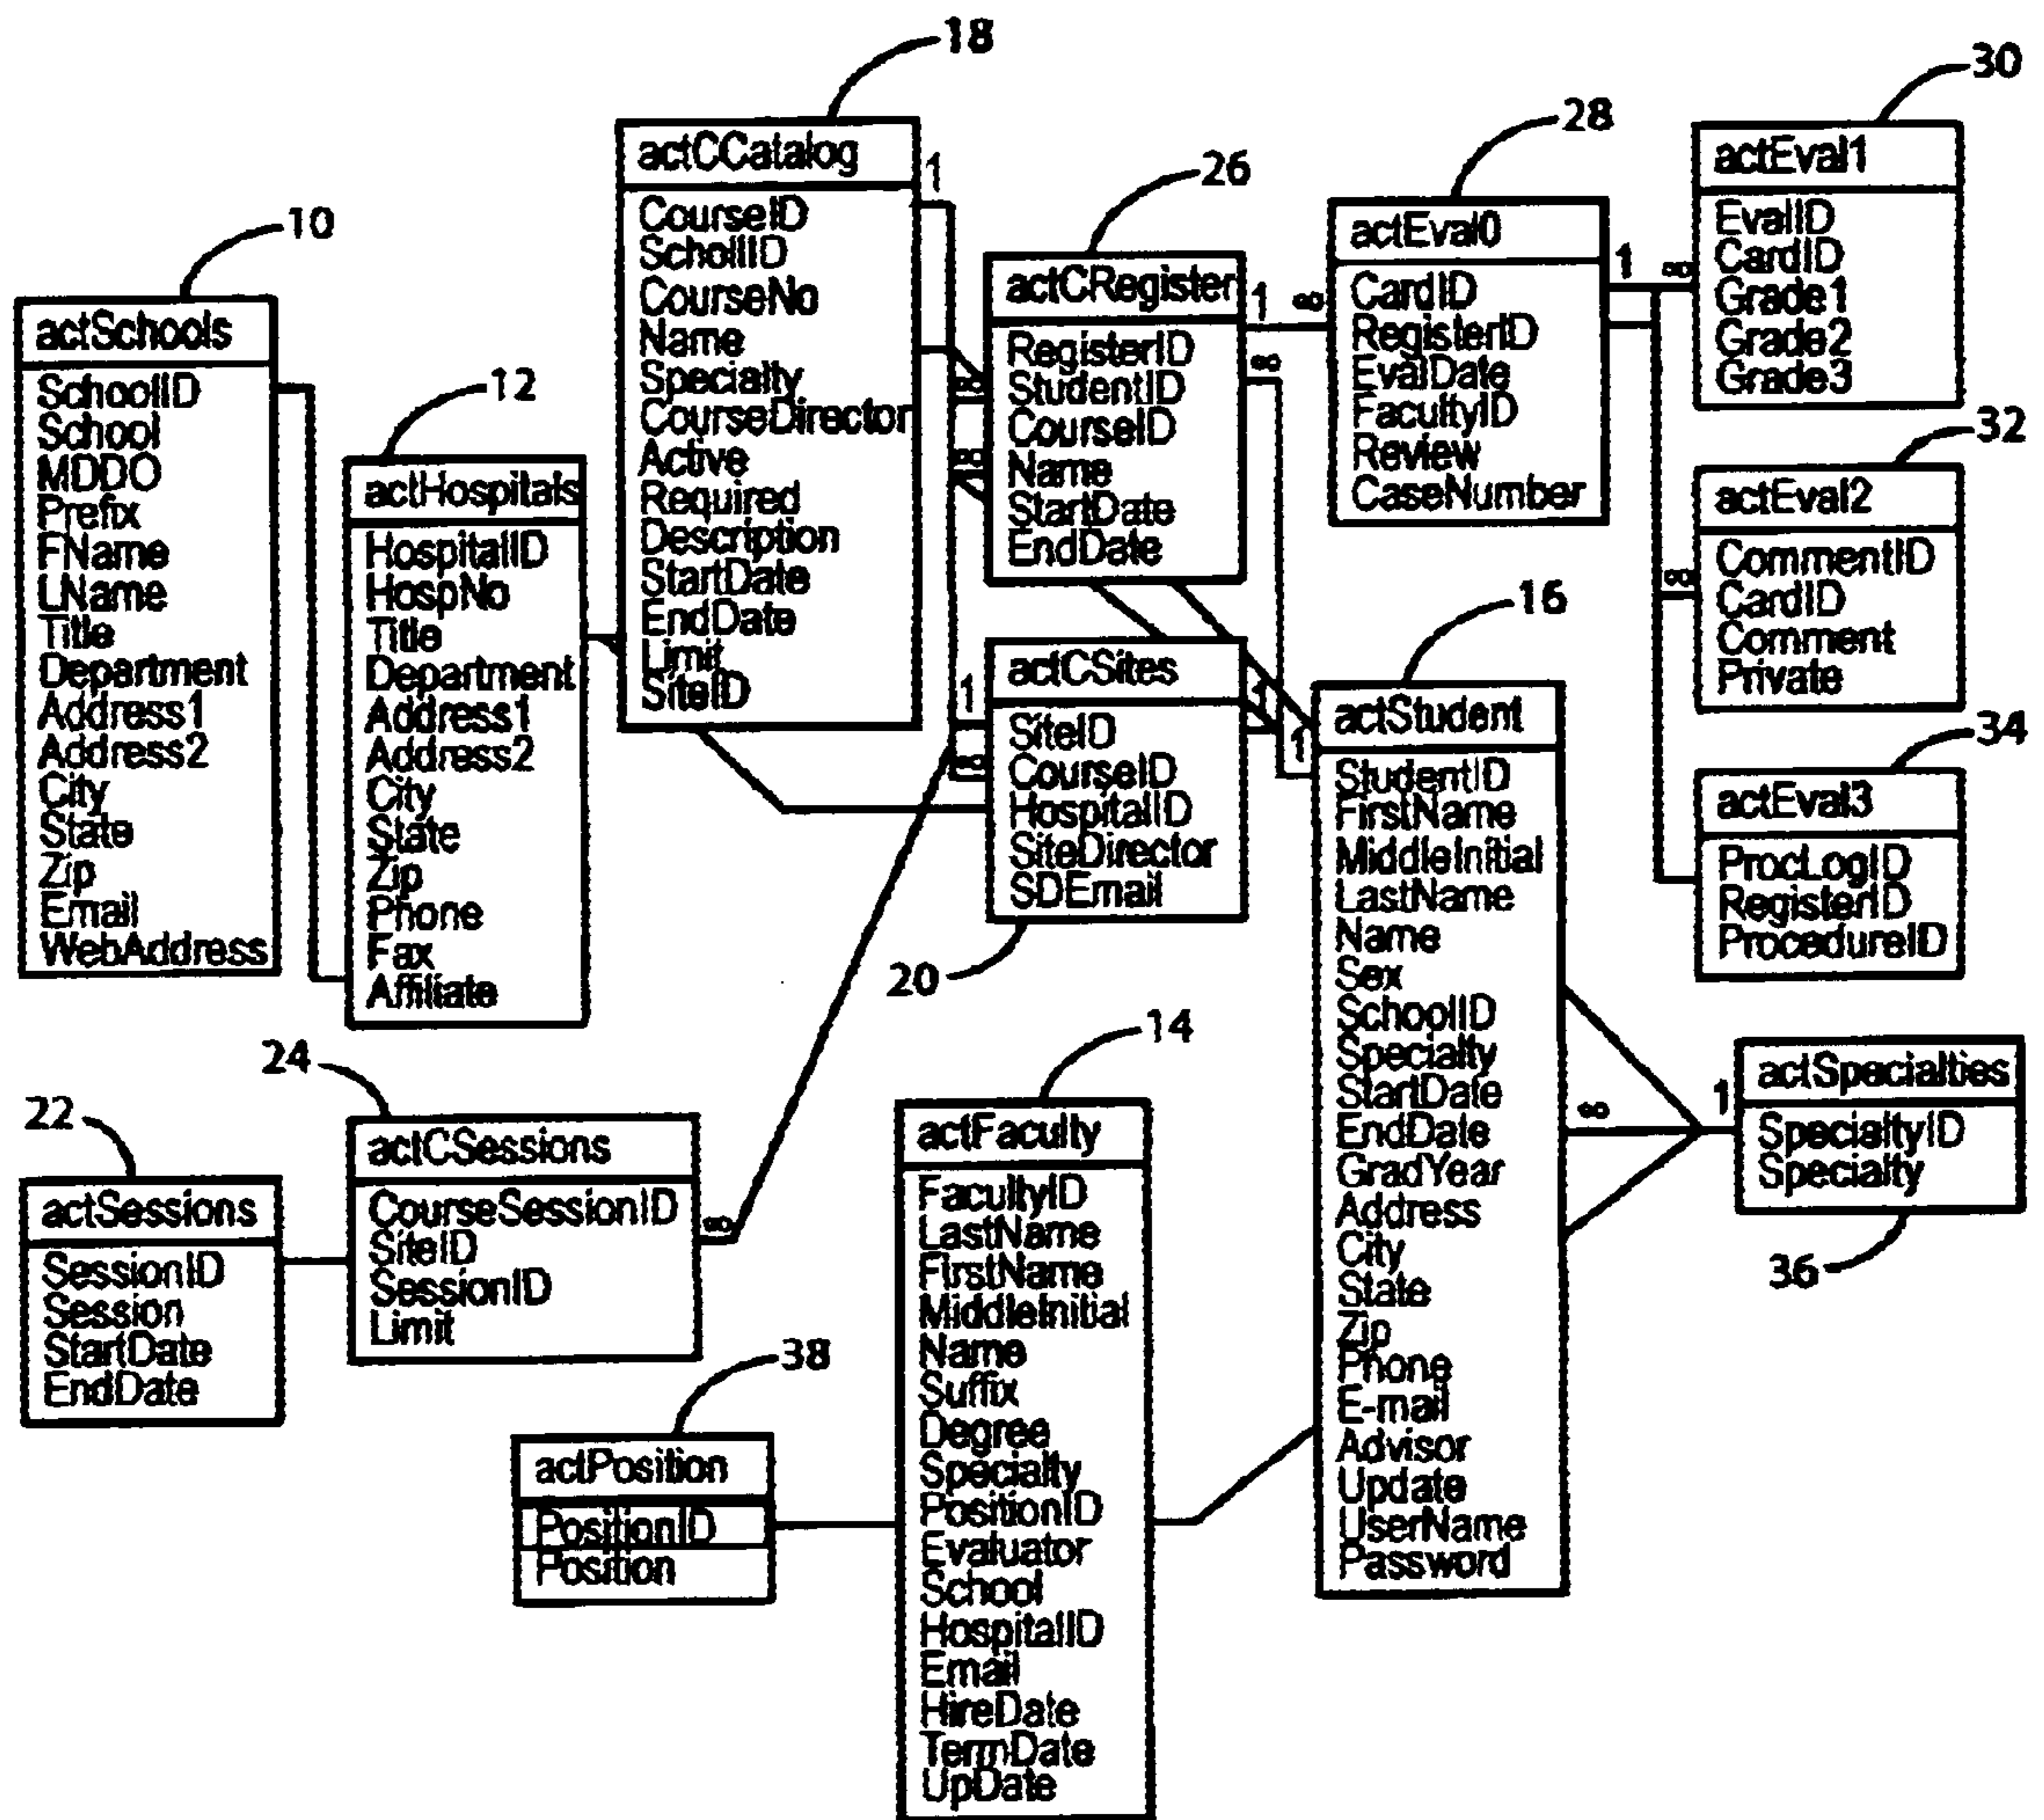 10
actSchools
SchoolID
School
MDDO
Prefix
FName
LName
Title
Department
Address1
Address2
City
State
Zip
Email
WebAddress
12
actHospitals
HospitalID
HospNo
Title
Department
Address1
Address2
City
State
Zip
Phone
Fax
Affiliate
18
actCCatalog
CourseID
SchollID
CourseNo
Name
Specialty
CourseDirector
Active
Required
Description
StartDate
EndDate
Limit
SiteID
1
26
actCRegister
RegisterID
StudentID
CourseID
Name
StartDate
EndDate
∞
∞
1
∞
∞
28
actEval0
CardID
RegisterID
EvalDate
FacultyID
Review
CaseNumber
1
∞
∞
30
actEval1
EvalID
CardID
Grade1
Grade2
Grade3
32
actEval2
CommentID
CardID
Comment
Private
34
actEval3
ProcLogID
RegisterID
ProcedureID
20
actCSites
SiteID
CourseID
HospitalID
SiteDirector
SDEmail
1
∞
1
1
16
actStudent
StudentID
FirstName
MiddleInitial
LastName
Name
Sex
SchoolID
Specialty
StartDate
EndDate
GradYear
Address
City
State
Zip
Phone
E-mail
Advisor
Update
UserName
Password
∞
1
36
actSpecialties
SpecialtyID
Specialty
22
actSessions
SessionID
Session
StartDate
EndDate
24
actCSessions
CourseSessionID
SiteID
SessionID
Limit
∞
38
actPosition
PositionID
Position
14
actFaculty
FacultyID
LastName
FirstName
MiddleInitial
Name
Suffix
Degree
Specialty
PositionID
Evaluator
School
HospitalID
Email
HireDate
TermDate
UpDate